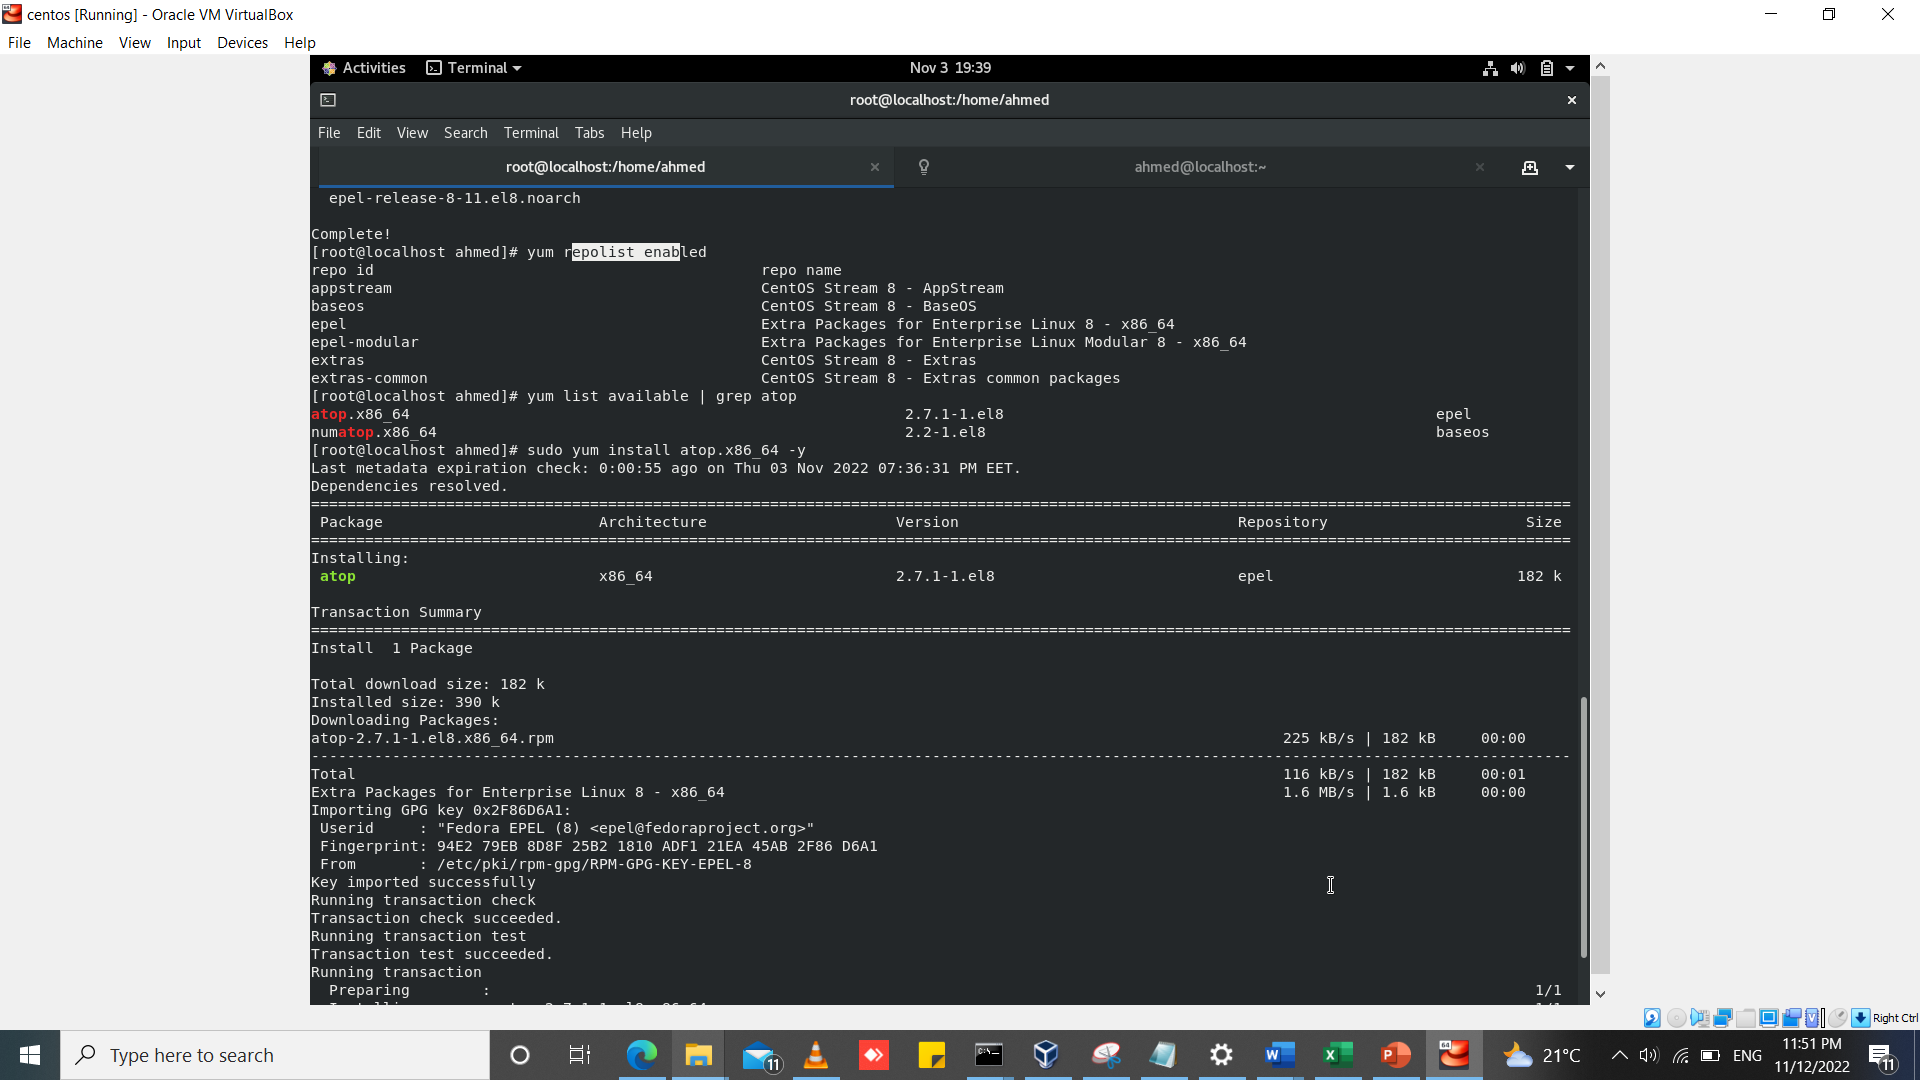 centos [Running] - Oracle VM VirtualBox
File Machine View Input Devices Help
Activities Terminal Nov 3 19:39
root@localhost:/home/ahmed
File Edit View Search Terminal Tabs Help
root@localhost:/home/ahmed ahmed@localhost:~
epel-release-8-11.el8.noarch
Complete!
[root@localhost ahmed]# yum repolist enabled
repo id repo name
appstream CentOS Stream 8 - AppStream
baseos CentOS Stream 8 - BaseOS
epel Extra Packages for Enterprise Linux 8 - x86_64
epel-modular Extra Packages for Enterprise Linux Modular 8 - x86_64
extras CentOS Stream 8 - Extras
extras-common CentOS Stream 8 - Extras common packages
[root@localhost ahmed]# yum list available | grep atop
atop.x86_64 2.7.1-1.el8 epel
numatop.x86_64 2.2-1.el8 baseos
[root@localhost ahmed]# sudo yum install atop.x86_64 -y
Last metadata expiration check: 0:00:55 ago on Thu 03 Nov 2022 07:36:31 PM EET.
Dependencies resolved.
Package Architecture Version Repository Size
Installing:
atop x86_64 2.7.1-1.el8 epel 182 k
Transaction Summary
Install 1 Package
Total download size: 182 k
Installed size: 390 k
Downloading Packages:
atop-2.7.1-1.el8.x86_64.rpm 225 kB/s | 182 kB 00:00
Total 116 kB/s | 182 kB 00:01
Extra Packages for Enterprise Linux 8 - x86_64 1.6 MB/s | 1.6 kB 00:00
Importing GPG key 0x2F86D6A1:
Userid : "Fedora EPEL (8) <epel@fedoraproject.org>"
Fingerprint: 94E2 79EB 8D8F 25B2 1810 ADF1 21EA 45AB 2F86 D6A1
From : /etc/pki/rpm-gpg/RPM-GPG-KEY-EPEL-8
Key imported successfully
Running transaction check
Transaction check succeeded.
Running transaction test
Transaction test succeeded.
Running transaction
Preparing : 1/1
Right Ctrl
Type here to search 11 21°C ENG 11:51 PM 11/12/2022 11